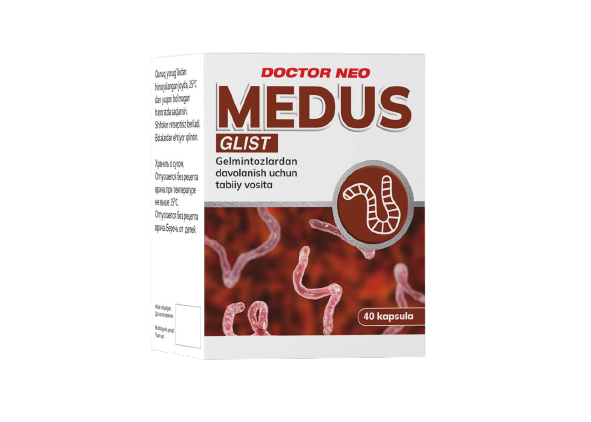 DOCTOR NEO
MEDUS
GLIST
Gelmintozlardan
davolanish uchun
tabiiy vosita
40 kapsula
Quruq, yorug'likdan
himoyalangan joyda, 25°C
dan yuqori bo'lmagan
haroratda saqlansin.
Shifokor retseptisiz beriladi.
Bolalardan ehtiyot qilinsin.
Хранить в сухом,
Отпускается без рецепта
врача при температуре
не выше 25°C.
Отпускается без рецепта
врача. Беречь от детей.